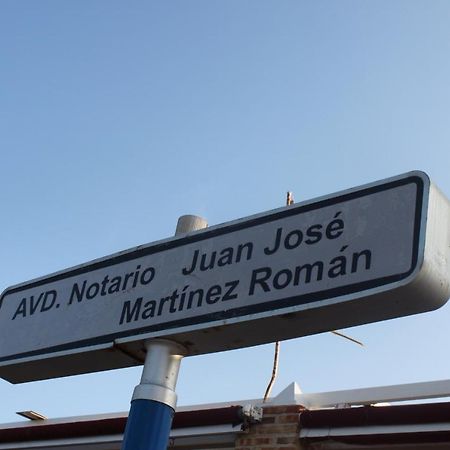 AVD. Notario Juan José
Martínez Román